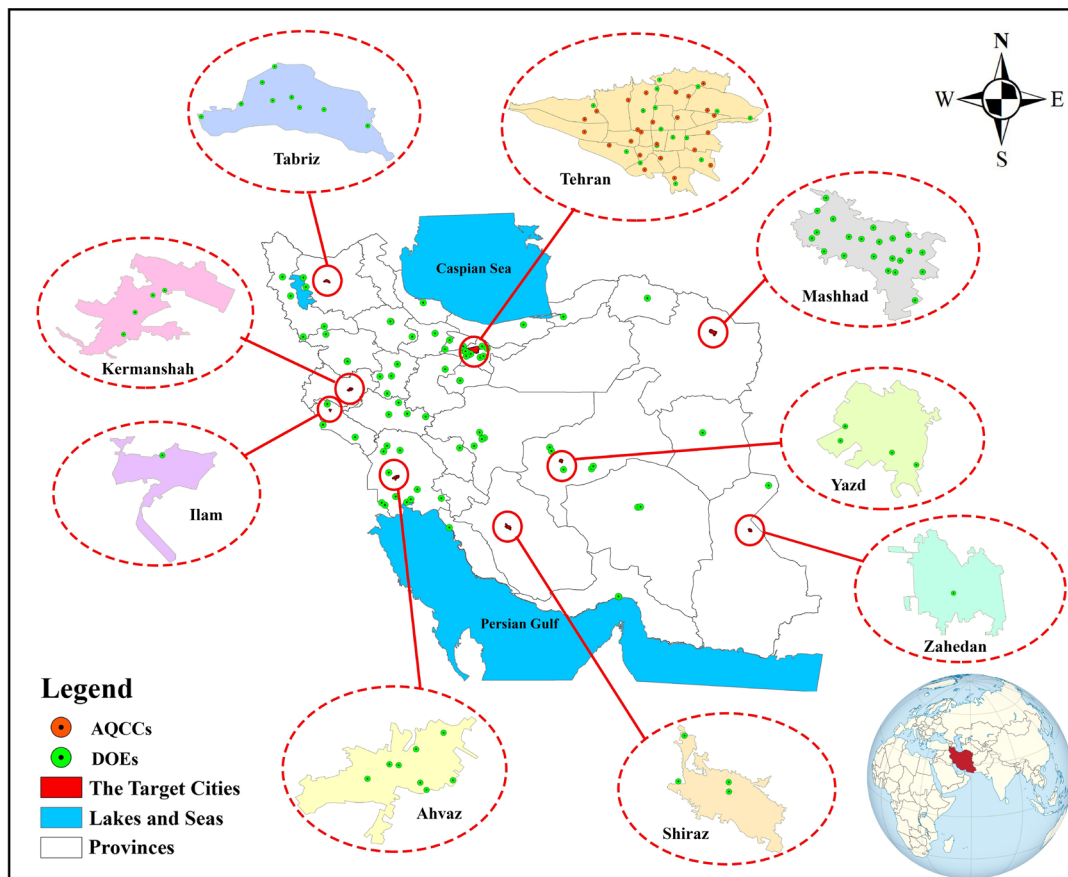 N
W E
S
Tabriz
Tehran
Mashhad
Caspian Sea
Kermanshah
Yazd
Ilam
Zahedan
Persian Gulf
Ahvaz
Shiraz
Legend
AQCCs
DOEs
The Target Cities
Lakes and Seas
Provinces